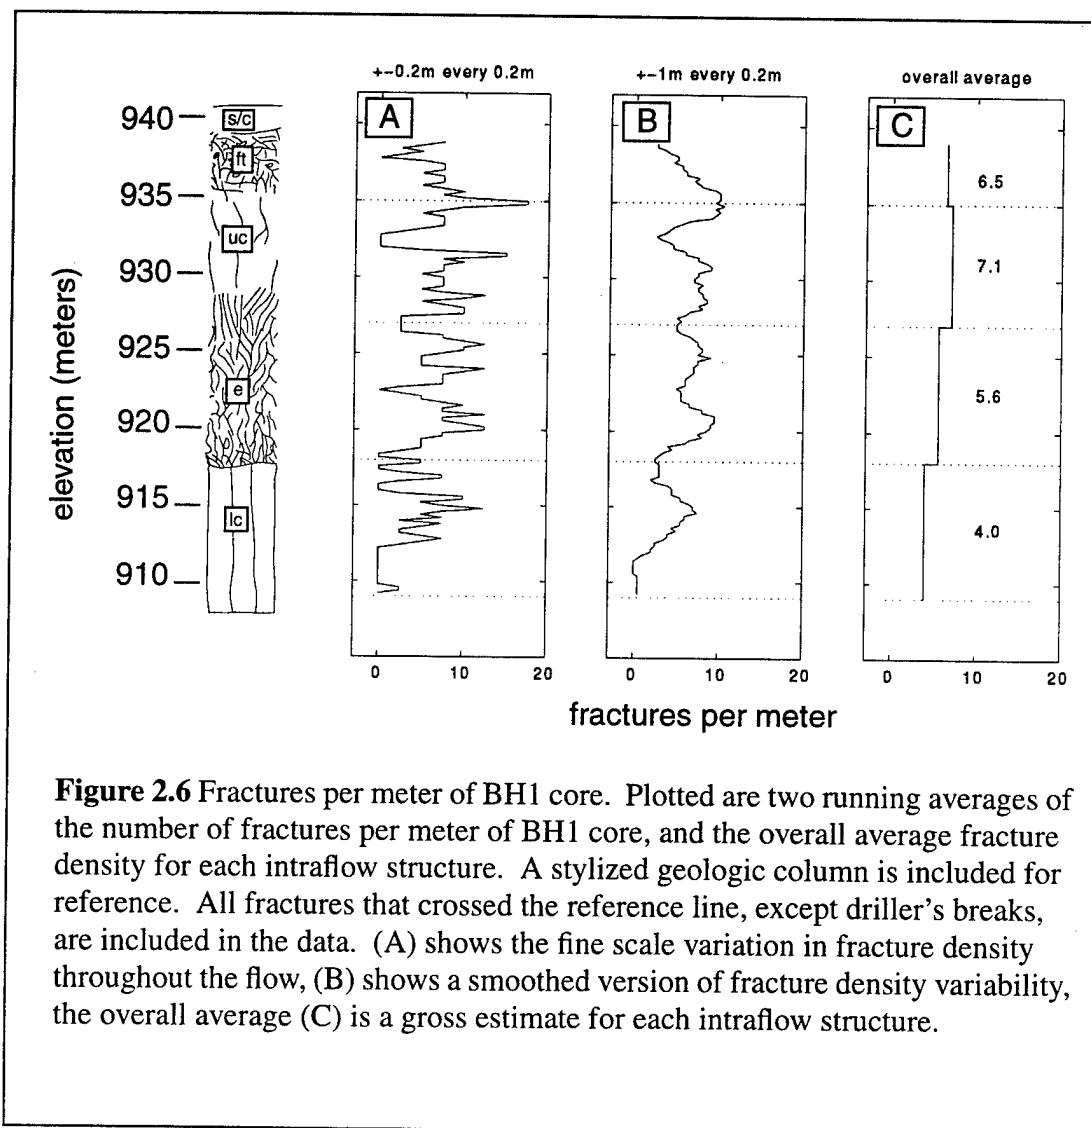 +-0.2m every 0.2m
+-1m every 0.2m
overall average
A
B
C
940
935
930
925
920
915
910
elevation (meters)
s/c
ft
uc
e
lc
6.5
7.1
5.6
4.0
0 10 20
0 10 20
0 10 20
fractures per meter
Figure 2.6 Fractures per meter of BH1 core. Plotted are two running averages of
the number of fractures per meter of BH1 core, and the overall average fracture
density for each intraflow structure. A stylized geologic column is included for
reference. All fractures that crossed the reference line, except driller's breaks,
are included in the data. (A) shows the fine scale variation in fracture density
throughout the flow, (B) shows a smoothed version of fracture density variability,
the overall average (C) is a gross estimate for each intraflow structure.